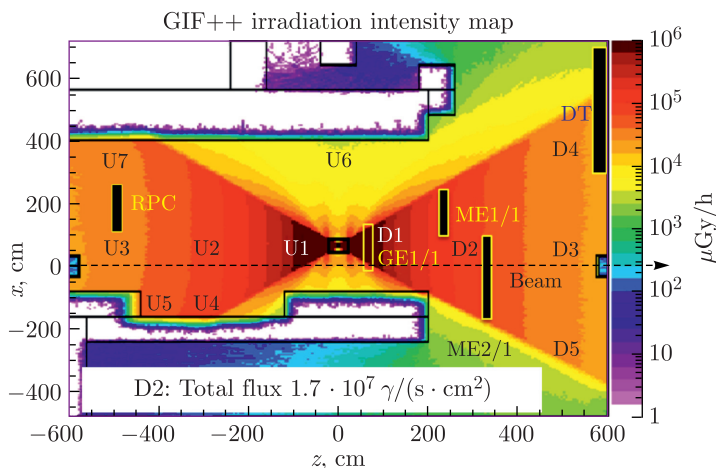 GIF++ irradiation intensity map
x, cm
600
400
200
0
−200
−400
U7
U6
DT
D4
RPC
ME1/1
U3
U2
U1
D1
GE1/1
D2
D3
Beam
U5
U4
ME2/1
D5
D2: Total flux 1.7 · 10⁷ γ/(s · cm²)
−600
−400
−200
0
200
400
600
z, cm
10⁶
10⁵
10⁴
10³
10²
10
1
μGy/h